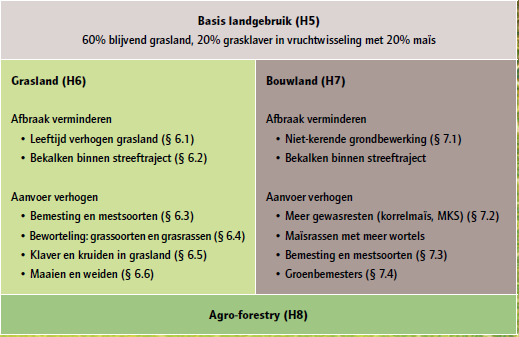 Basis landgebruik (H5)
60% blijvend grasland, 20% grasklaver in vruchtwisseling met 20% maïs
Grasland (H6)
Afbraak verminderen
• Leeftijd verhogen grasland (§ 6.1)
• Bekalken binnen streeftraject (§ 6.2)
Aanvoer verhogen
• Bemesting en mestsoorten (§ 6.3)
• Beworteling: grassoorten en grasrassen (§ 6.4)
• Klaver en kruiden in grasland (§ 6.5)
• Maaien en weiden (§ 6.6)
Bouwland (H7)
Afbraak verminderen
• Niet-kerende grondbewerking (§ 7.1)
• Bekalken binnen streeftraject
Aanvoer verhogen
• Meer gewasresten (korrelmaïs, MKS) (§ 7.2)
• Maïsrassen met meer wortels
• Bemesting en mestsoorten (§ 7.3)
• Groenbemesters (§ 7.4)
Agro-forestry (H8)